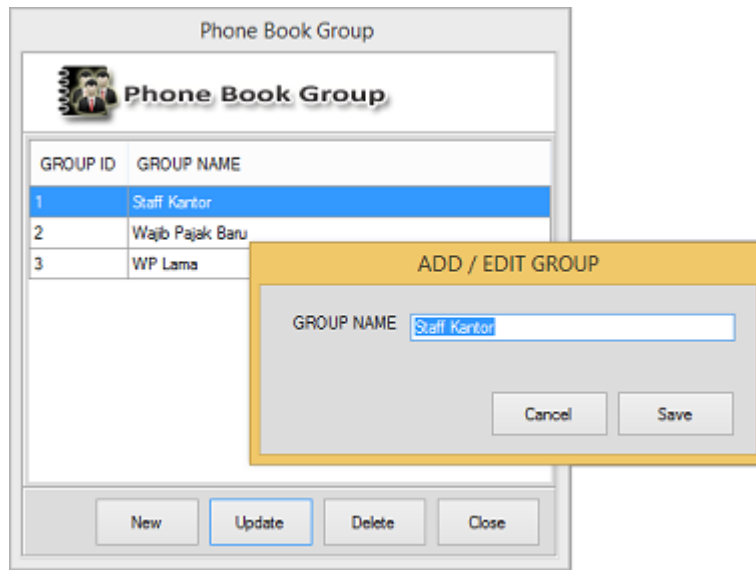 Phone Book Group
Phone Book Group
GROUP ID GROUP NAME
1 Staff Kantor
2 Wajib Pajak Baru
3 WP Lama
ADD / EDIT GROUP
GROUP NAME Staff Kantor
Cancel Save
New Update Delete Close